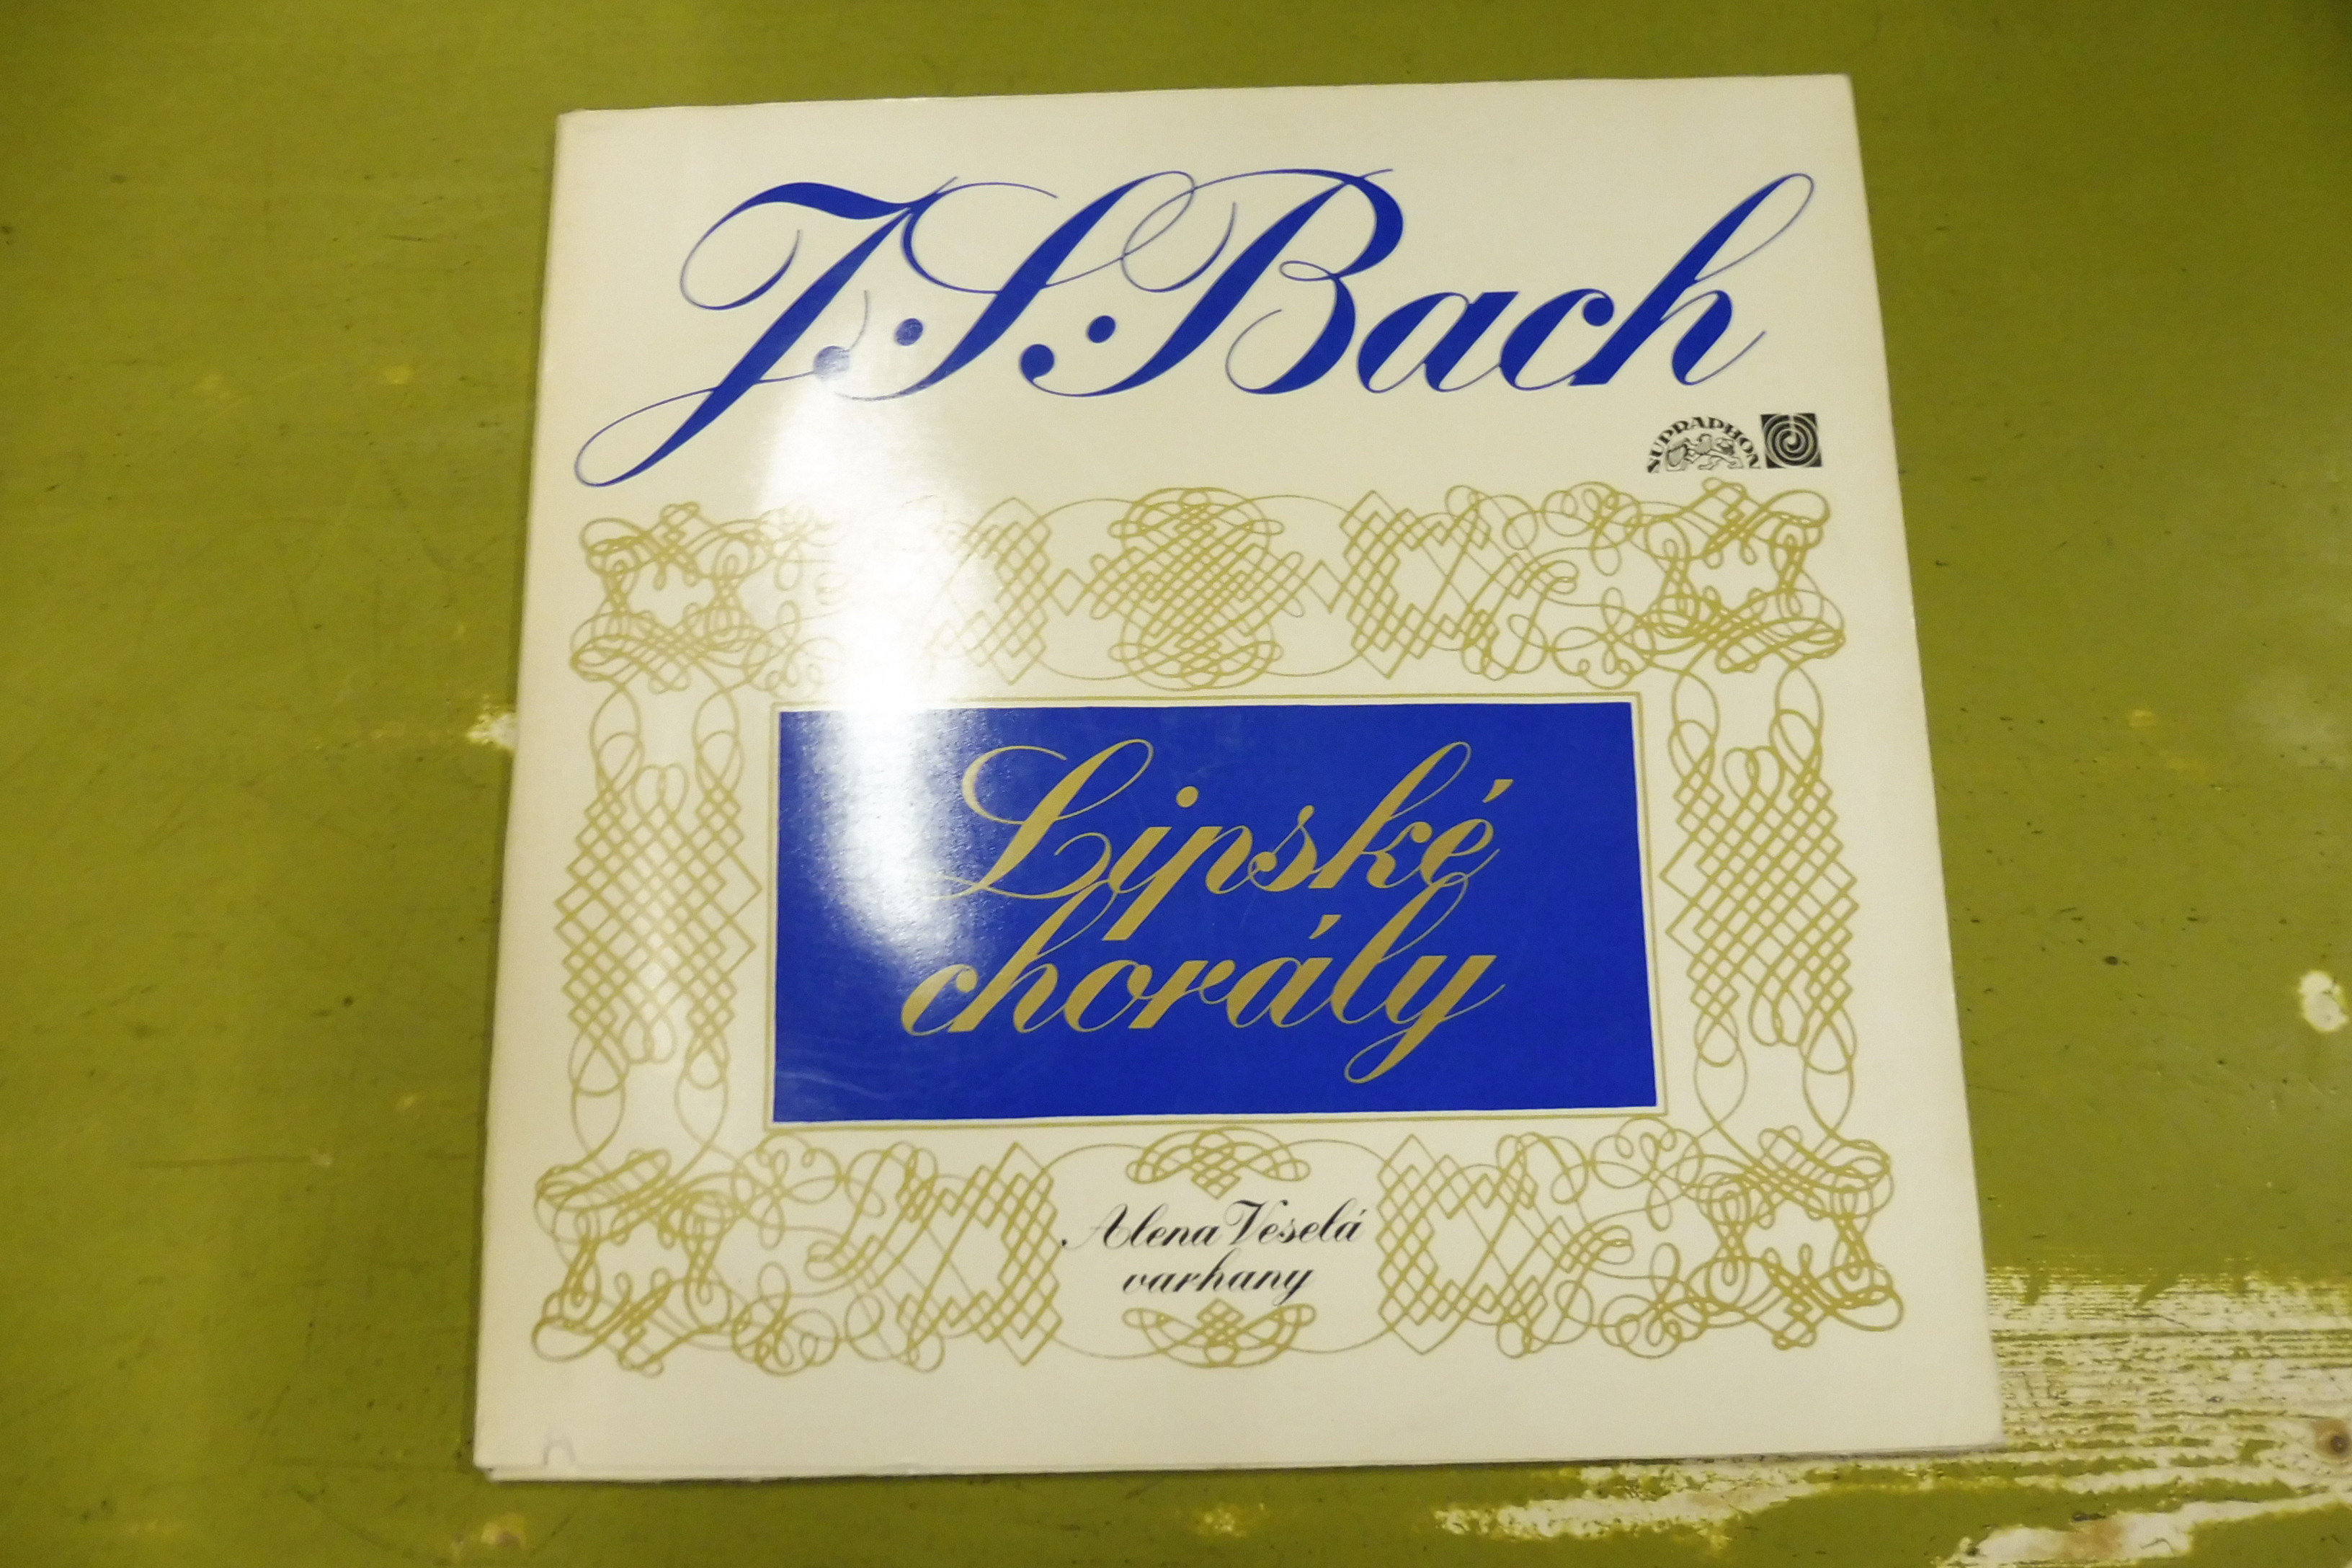 J. S. Bach
SUPRAPHON
Lipské
chorály
Alena Veselá
varhany